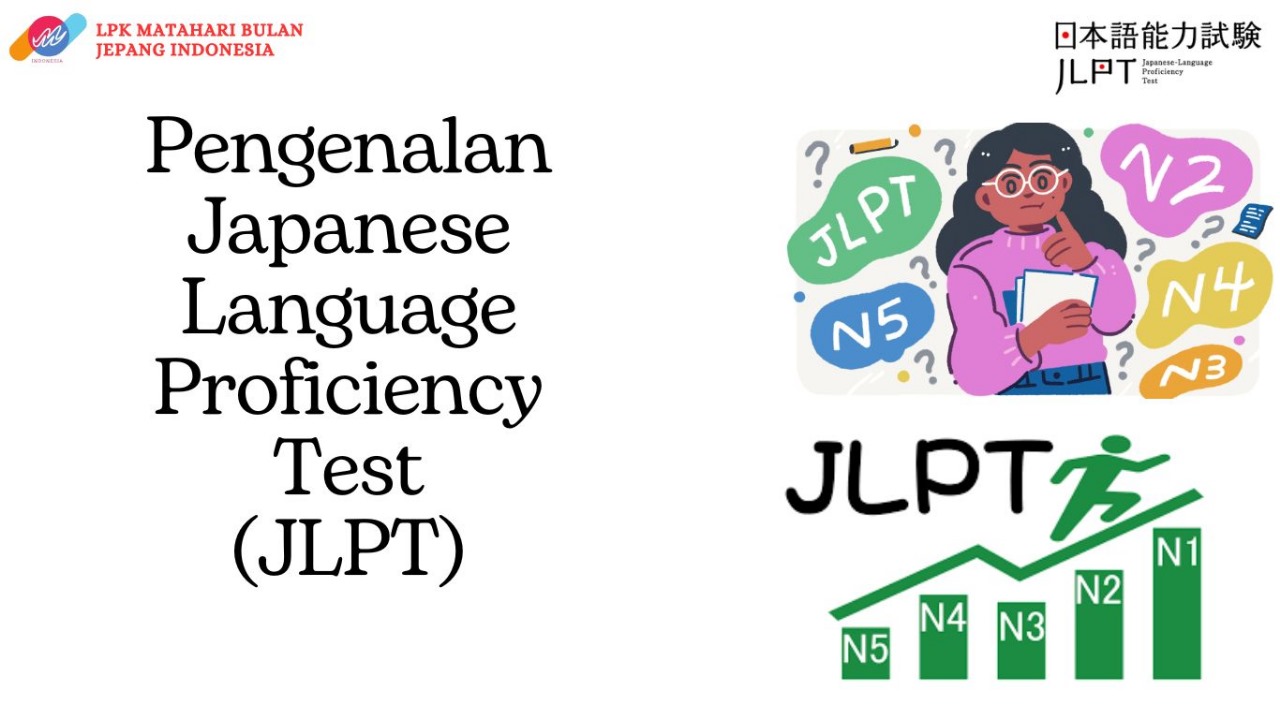 LPK MATAHARI BULAN
JEPANG INDONESIA
INDONESIA
日本語能力試験
JLPT
Japanese-Language
Proficiency
Test
Pengenalan
Japanese
Language
Proficiency
Test
(JLPT)
JLPT
N2
N5
N4
N3
JLPT
N5
N4
N3
N2
N1